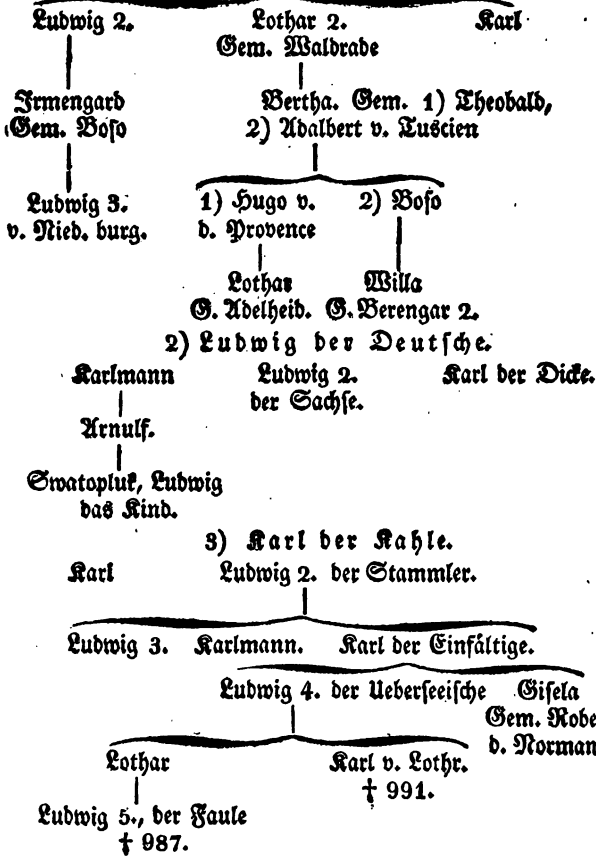 Ludwig 2. Lothar 2. Karl
Gem. Waldrade
Irmengard Bertha. Gem. 1) Theobald,
Gem. Boso 2) Adalbert v. Tuscien
Ludwig 3. 1) Hugo v. 2) Boso
v. Nied. burg. d. Provence
Lothar Willa
G. Adelheid. G. Berengar 2.
2) Ludwig der Deutsche.
Karlmann Ludwig 2. Karl der Dicke.
der Sachse.
Arnulf.
Swatopluk, Ludwig
das Kind.
3) Karl der Kahle.
Karl Ludwig 2. der Stammler.
Ludwig 3. Karlmann. Karl der Einfältige.
Ludwig 4. der Ueberseeische Gisela
Gem. Robe
d. Norman
Lothar Karl v. Lothr.
† 991.
Ludwig 5., der Faule
† 987.